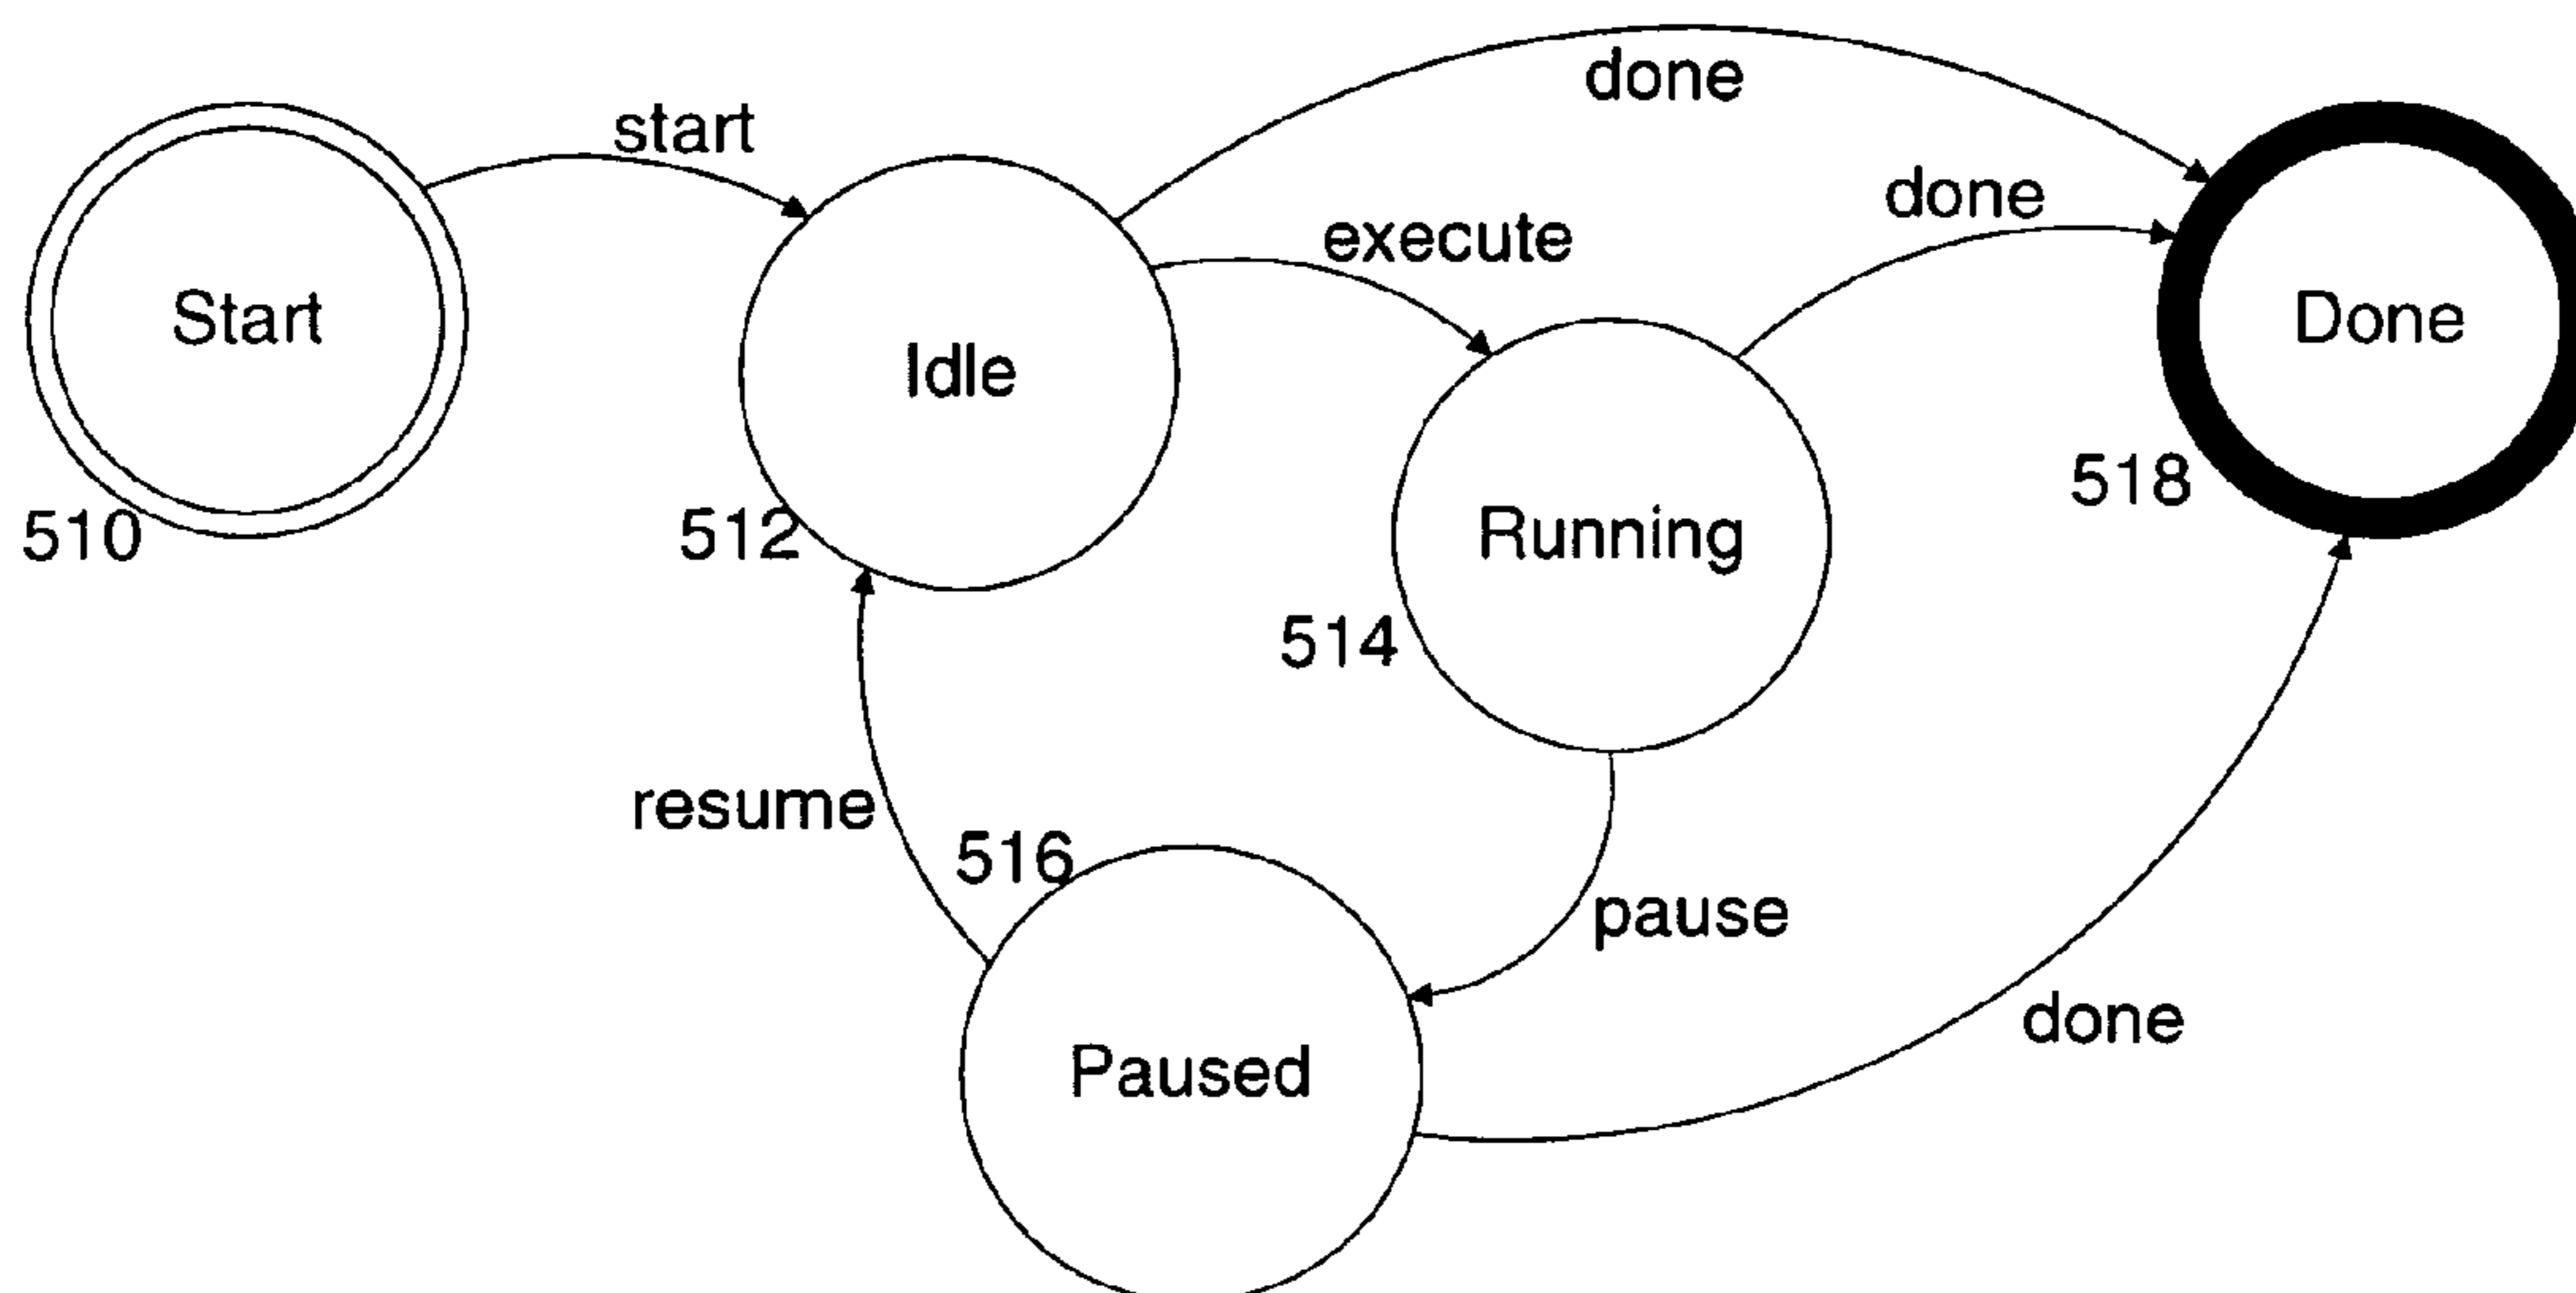 done
start
done
execute
Start
Done
Idle
518
510
512
Running
514
resume
516
pause
done
Paused